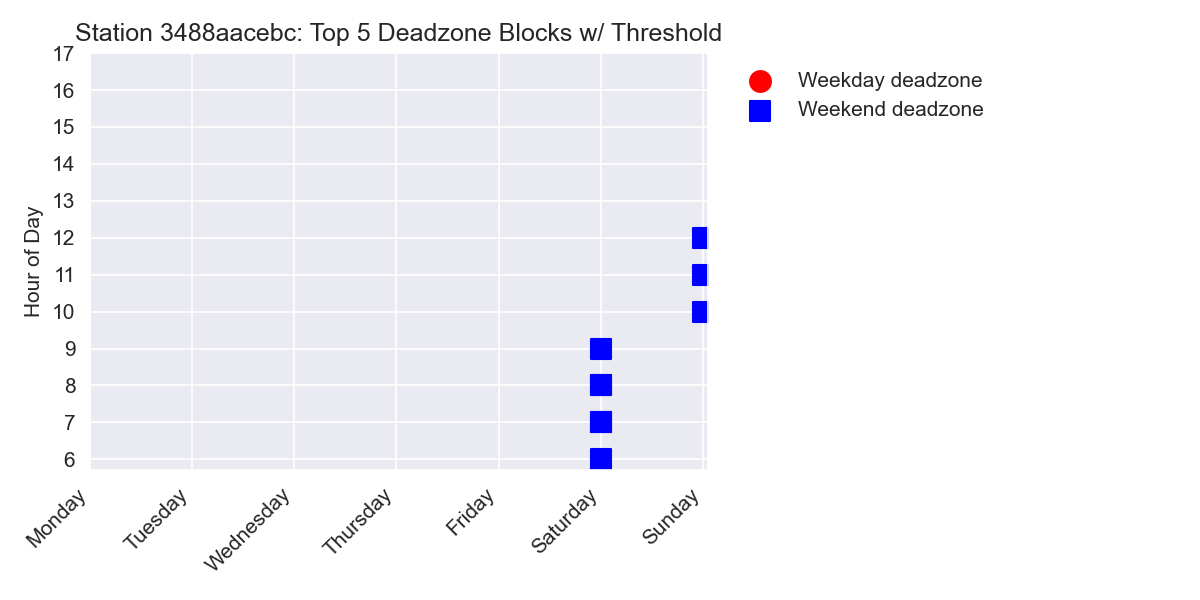 Station 3488aacebc: Top 5 Deadzone Blocks w/ Threshold
17
16
15
14
13
12
11
10
9
8
7
6
Hour of Day
Monday
Tuesday
Wednesday
Thursday
Friday
Saturday
Sunday
Weekday deadzone
Weekend deadzone